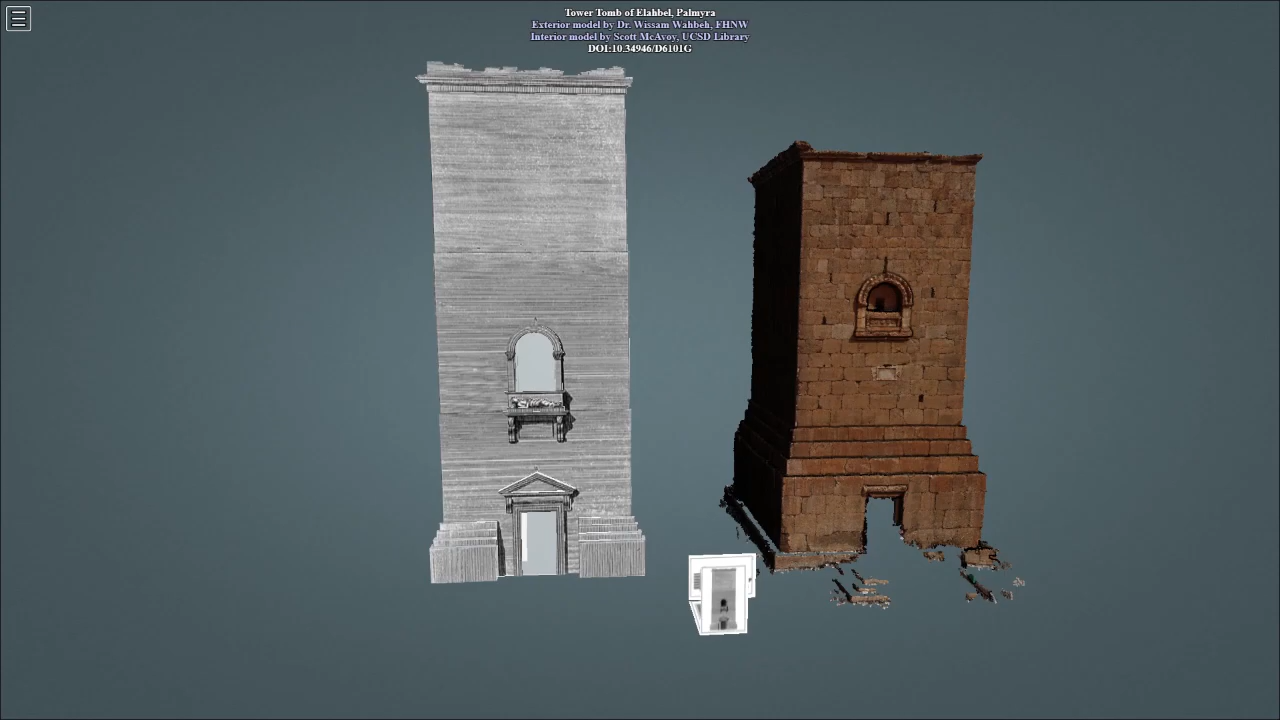 Tower Tomb of Elahbel, Palmyra
Exterior model by Dr. Wissam Wahbeh, FHNW
Interior model by Scott McAvoy, UCSD Library
DOI:10.34946/D6101G